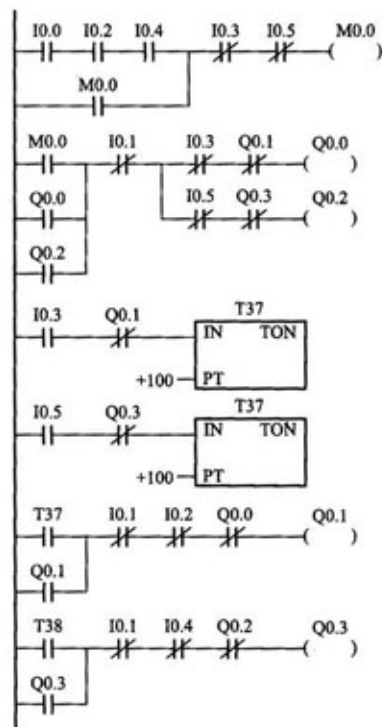 I0.0 I0.2 I0.4 I0.3 I0.5 M0.0
M0.0
M0.0 I0.1 I0.3 Q0.1 Q0.0
Q0.0 I0.5 Q0.3 Q0.2
Q0.2
I0.3 Q0.1 T37
IN TON
+100 PT
I0.5 Q0.3 T37
IN TON
+100 PT
T37 I0.1 I0.2 Q0.0 Q0.1
Q0.1
T38 I0.1 I0.4 Q0.2 Q0.3
Q0.3